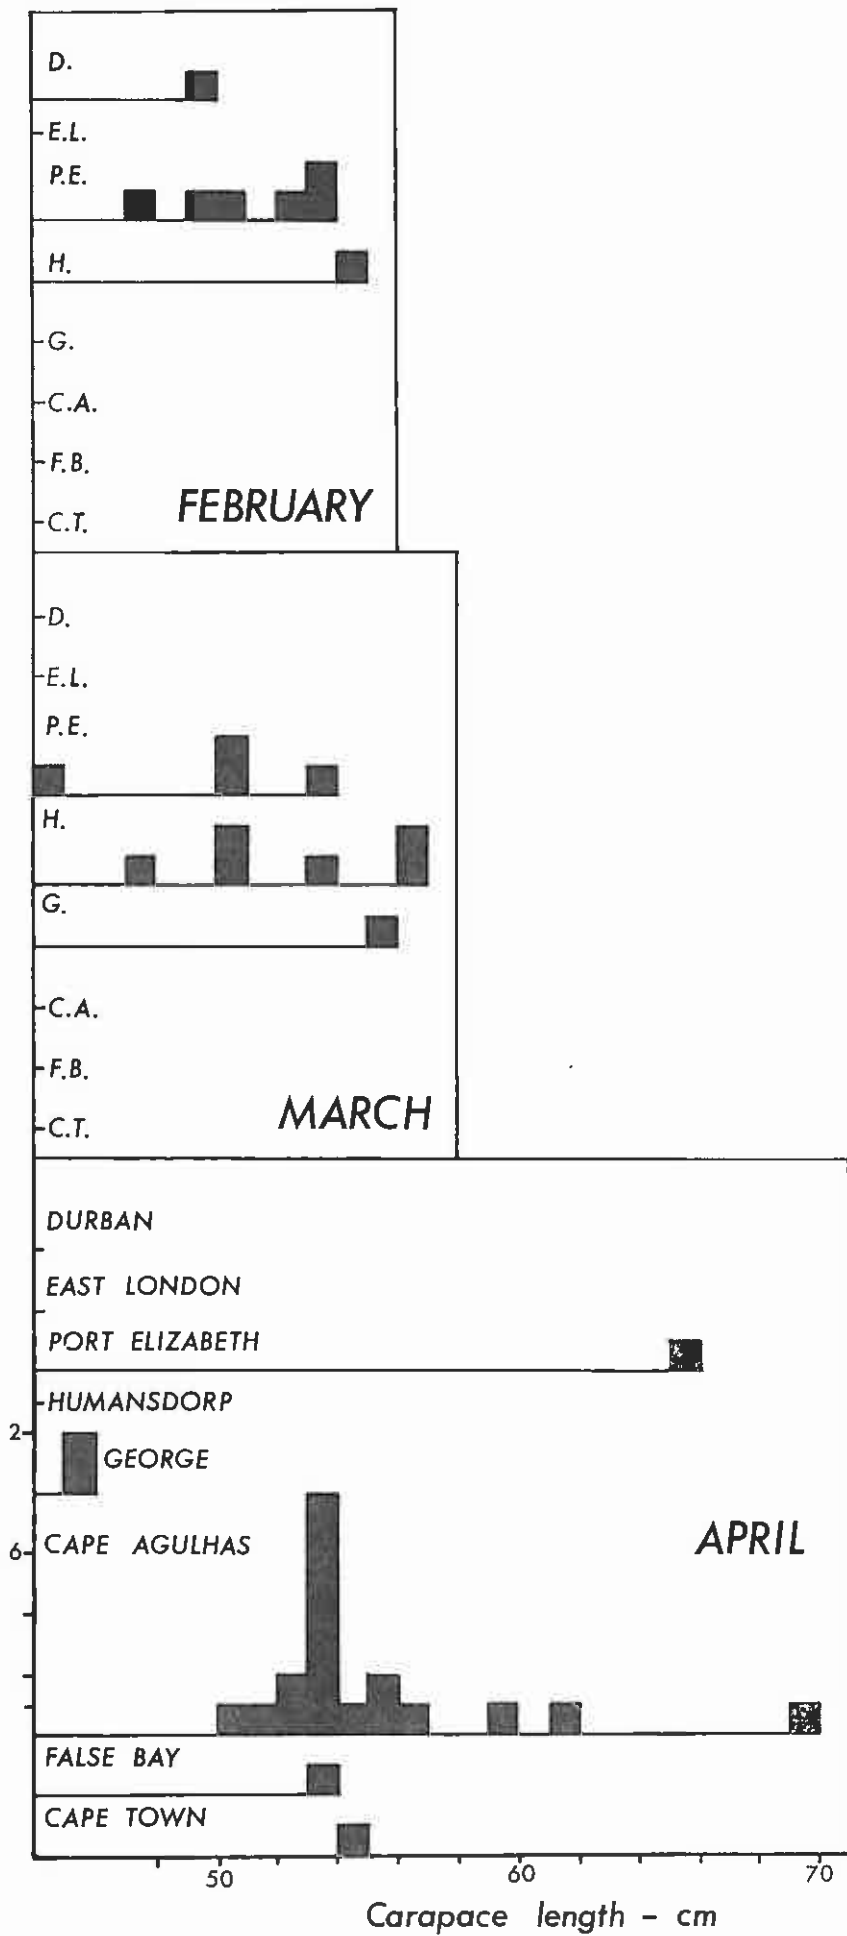 D.
E.L.
P.E.
H.
G.
C.A.
F.B.
C.T.
FEBRUARY
D.
E.L.
P.E.
H.
G.
C.A.
F.B.
C.T.
MARCH
DURBAN
EAST LONDON
PORT ELIZABETH
HUMANSDORP
2
GEORGE
6
CAPE AGULHAS
APRIL
FALSE BAY
CAPE TOWN
50 60 70
Carapace length - cm